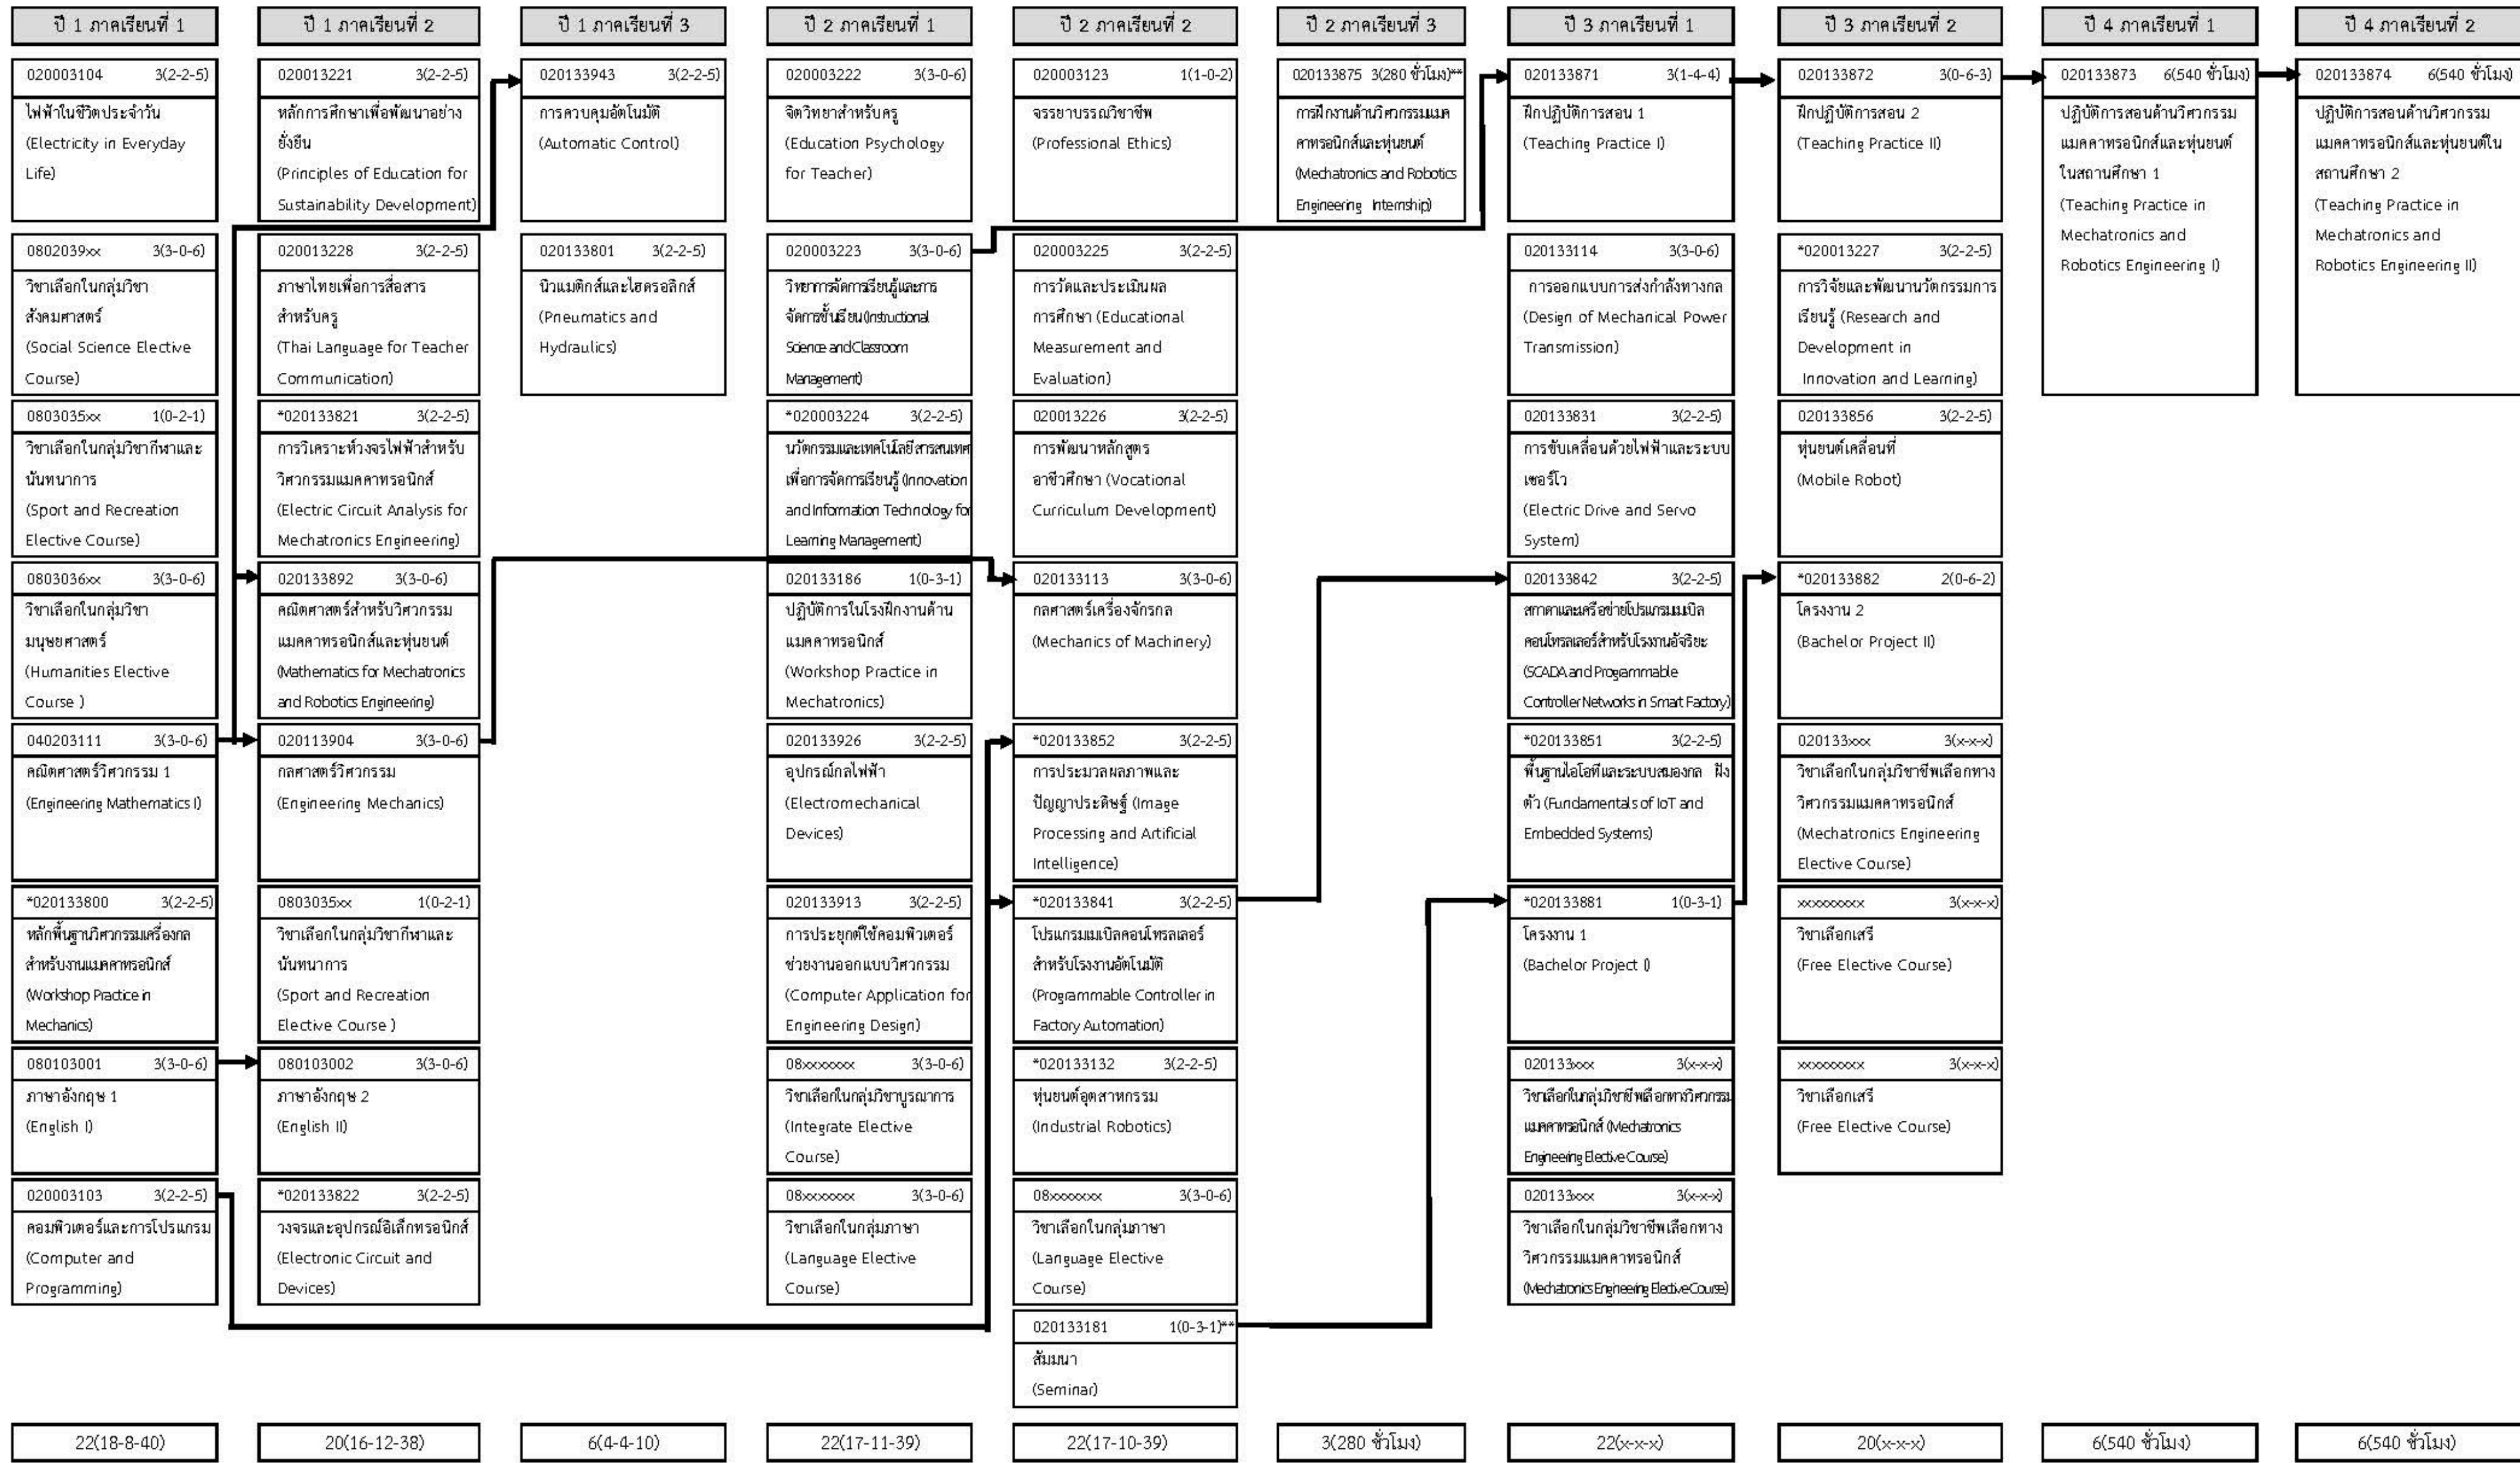 ปี 1 ภาคเรียนที่ 1
020003104 3(2-2-5)
ไฟฟ้าในชีวิตประจำวัน
(Electricity in Everyday
Life)
0802039xx 3(3-0-6)
วิชาเลือกในกลุ่มวิชา
สังคมศาสตร์
(Social Science Elective
Course)
0803035xx 1(0-2-1)
วิชาเลือกในกลุ่มวิชากีฬาและ
นันทนาการ
(Sport and Recreation
Elective Course)
0803036xx 3(3-0-6)
วิชาเลือกในกลุ่มวิชา
มนุษยศาสตร์
(Humanities Elective
Course )
040203111 3(3-0-6)
คณิตศาสตร์วิศวกรรม 1
(Engineering Mathematics I)
*020133800 3(2-2-5)
หลักพื้นฐานวิศวกรรมเครื่องกล
สำหรับงานแมคคาทรอนิกส์
(Workshop Practice in
Mechanics)
080103001 3(3-0-6)
ภาษาอังกฤษ 1
(English I)
020003103 3(2-2-5)
คอมพิวเตอร์และการโปรแกรม
(Computer and
Programming)
22(18-8-40)
ปี 1 ภาคเรียนที่ 2
020013221 3(2-2-5)
หลักการศึกษาเพื่อพัฒนาอย่าง
ยั่งยืน
(Principles of Education for
Sustainability Development)
020013228 3(2-2-5)
ภาษาไทยเพื่อการสื่อสาร
สำหรับครู
(Thai Language for Teacher
Communication)
*020133821 3(2-2-5)
การวิเคราะห์วงจรไฟฟ้าสำหรับ
วิศวกรรมแมคคาทรอนิกส์
(Electric Circuit Analysis for
Mechatronics Engineering)
020133892 3(3-0-6)
คณิตศาสตร์สำหรับวิศวกรรม
แมคคาทรอนิกส์และหุ่นยนต์
(Mathematics for Mechatronics
and Robotics Engineering)
020113904 3(3-0-6)
กลศาสตร์วิศวกรรม
(Engineering Mechanics)
0803035xx 1(0-2-1)
วิชาเลือกในกลุ่มวิชากีฬาและ
นันทนาการ
(Sport and Recreation
Elective Course )
080103002 3(3-0-6)
ภาษาอังกฤษ 2
(English II)
*020133822 3(2-2-5)
วงจรและอุปกรณ์อิเล็กทรอนิกส์
(Electronic Circuit and
Devices)
20(16-12-38)
ปี 1 ภาคเรียนที่ 3
020133943 3(2-2-5)
การควบคุมอัตโนมัติ
(Automatic Control)
020133801 3(2-2-5)
นิวแมติกส์และไฮดรอลิกส์
(Pneumatics and
Hydraulics)
6(4-4-10)
ปี 2 ภาคเรียนที่ 1
020003222 3(3-0-6)
จิตวิทยาสำหรับครู
(Education Psychology
for Teacher)
020003223 3(3-0-6)
วิทยาการจัดการเรียนรู้และการ
จัดการชั้นเรียน(Instructional
Science and Classroom
Management)
*020003224 3(2-2-5)
นวัตกรรมและเทคโนโลยีสารสนเทศ
เพื่อการจัดการเรียนรู้ (Innovation
and Information Technology for
Learning Management)
020133186 1(0-3-1)
ปฏิบัติการในโรงฝึกงานด้าน
แมคคาทรอนิกส์
(Workshop Practice in
Mechatronics)
020133926 3(2-2-5)
อุปกรณ์กลไฟฟ้า
(Electromechanical
Devices)
020133913 3(2-2-5)
การประยุกต์ใช้คอมพิวเตอร์
ช่วยงานออกแบบวิศวกรรม
(Computer Application for
Engineering Design)
08xxxxxxx 3(3-0-6)
วิชาเลือกในกลุ่มวิชาบูรณาการ
(Integrate Elective
Course)
08xxxxxxx 3(3-0-6)
วิชาเลือกในกลุ่มภาษา
(Language Elective
Course)
22(17-11-39)
ปี 2 ภาคเรียนที่ 2
020003123 1(1-0-2)
จรรยาบรรณวิชาชีพ
(Professional Ethics)
020003225 3(2-2-5)
การวัดและประเมินผล
การศึกษา (Educational
Measurement and
Evaluation)
020013226 3(2-2-5)
การพัฒนาหลักสูตร
อาชีวศึกษา (Vocational
Curriculum Development)
020133113 3(3-0-6)
กลศาสตร์เครื่องจักรกล
(Mechanics of Machinery)
*020133852 3(2-2-5)
การประมวลผลภาพและ
ปัญญาประดิษฐ์ (Image
Processing and Artificial
Intelligence)
*020133841 3(2-2-5)
โปรแกรมเมเบิลคอนโทรลเลอร์
สำหรับโรงงานอัตโนมัติ
(Programmable Controller in
Factory Automation)
*020133132 3(2-2-5)
หุ่นยนต์อุตสาหกรรม
(Industrial Robotics)
08xxxxxxx 3(3-0-6)
วิชาเลือกในกลุ่มภาษา
(Language Elective
Course)
020133181 1(0-3-1)**
สัมมนา
(Seminar)
22(17-10-39)
ปี 2 ภาคเรียนที่ 3
020133875 3(280 ชั่วโมง)**
การฝึกงานด้านวิศวกรรมแมค
คาทรอนิกส์และหุ่นยนต์
(Mechatronics and Robotics
Engineering Internship)
3(280 ชั่วโมง)
ปี 3 ภาคเรียนที่ 1
020133871 3(1-4-4)
ฝึกปฏิบัติการสอน 1
(Teaching Practice I)
020133114 3(3-0-6)
การออกแบบการส่งกำลังทางกล
(Design of Mechanical Power
Transmission)
020133831 3(2-2-5)
การขับเคลื่อนด้วยไฟฟ้าและระบบ
เซอร์โว
(Electric Drive and Servo
System)
020133842 3(2-2-5)
สกาดาและเครือข่ายโปรแกรมเมเบิล
คอนโทรลเลอร์สำหรับโรงงานอัจริยะ
(SCADA and Programmable
Controller Networks in Smart Factory)
*020133851 3(2-2-5)
พื้นฐานไอโอทีและระบบสมองกล ฝัง
ตัว (Fundamentals of IoT and
Embedded Systems)
*020133881 1(0-3-1)
โครงงาน 1
(Bachelor Project I)
020133xxx 3(x-x-x)
วิชาเลือกในกลุ่มวิชาชีพเลือกทางวิศวกรรม
แมคคาทรอนิกส์ (Mechatronics
Engineering Elective Course)
020133xxx 3(x-x-x)
วิชาเลือกในกลุ่มวิชาชีพเลือกทาง
วิศวกรรมแมคคาทรอนิกส์
(Mechatronics Engineering Elective Course)
22(x-x-x)
ปี 3 ภาคเรียนที่ 2
020133872 3(0-6-3)
ฝึกปฏิบัติการสอน 2
(Teaching Practice II)
*020013227 3(2-2-5)
การวิจัยและพัฒนานวัตกรรมการ
เรียนรู้ (Research and
Development in
Innovation and Learning)
020133856 3(2-2-5)
หุ่นยนต์เคลื่อนที่
(Mobile Robot)
*020133882 2(0-6-2)
โครงงาน 2
(Bachelor Project II)
020133xxx 3(x-x-x)
วิชาเลือกในกลุ่มวิชาชีพเลือกทาง
วิศวกรรมแมคคาทรอนิกส์
(Mechatronics Engineering
Elective Course)
xxxxxxxxx 3(x-x-x)
วิชาเลือกเสรี
(Free Elective Course)
xxxxxxxxx 3(x-x-x)
วิชาเลือกเสรี
(Free Elective Course)
20(x-x-x)
ปี 4 ภาคเรียนที่ 1
020133873 6(540 ชั่วโมง)
ปฏิบัติการสอนด้านวิศวกรรม
แมคคาทรอนิกส์และหุ่นยนต์
ในสถานศึกษา 1
(Teaching Practice in
Mechatronics and
Robotics Engineering I)
6(540 ชั่วโมง)
ปี 4 ภาคเรียนที่ 2
020133874 6(540 ชั่วโมง)
ปฏิบัติการสอนด้านวิศวกรรม
แมคคาทรอนิกส์และหุ่นยนต์ใน
สถานศึกษา 2
(Teaching Practice in
Mechatronics and
Robotics Engineering II)
6(540 ชั่วโมง)